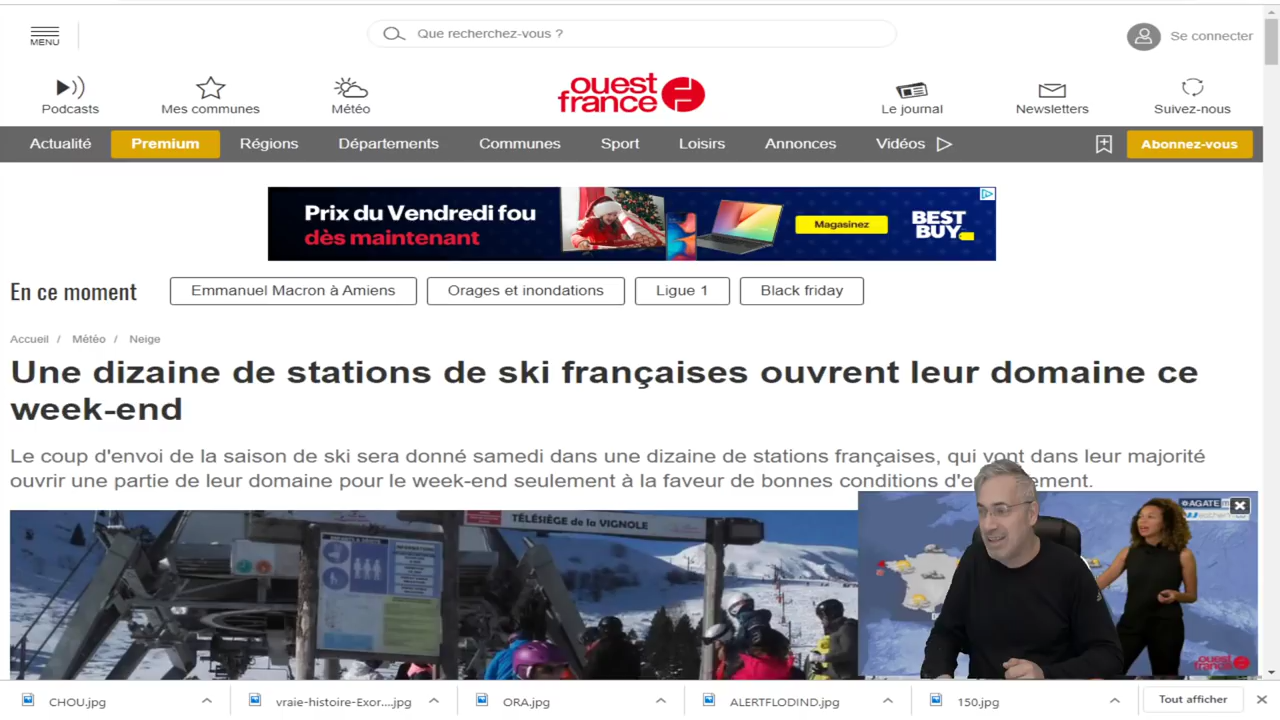 MENU
Que recherchez-vous ?
Se connecter
Podcasts
Mes communes
Météo
ouest
france
Le journal
Newsletters
Suivez-nous
Actualité
Premium
Régions
Départements
Communes
Sport
Loisirs
Annonces
Vidéos
Abonnez-vous
Prix du Vendredi fou
dès maintenant
Magasinez
BEST
BUY
En ce moment
Emmanuel Macron à Amiens
Orages et inondations
Ligue 1
Black friday
Accueil / Météo / Neige
Une dizaine de stations de ski françaises ouvrent leur domaine ce
week-end
Le coup d'envoi de la saison de ski sera donné samedi dans une dizaine de stations françaises, qui vont dans leur majorité
ouvrir une partie de leur domaine pour le week-end seulement à la faveur de bonnes conditions
TÉLÉSIÈGE de la VIGNOLE
AGATE
ouest
france
CHOU.jpg
vraie-histoire-Exor....jpg
ORA.jpg
ALERTFLODIND.jpg
150.jpg
Tout afficher